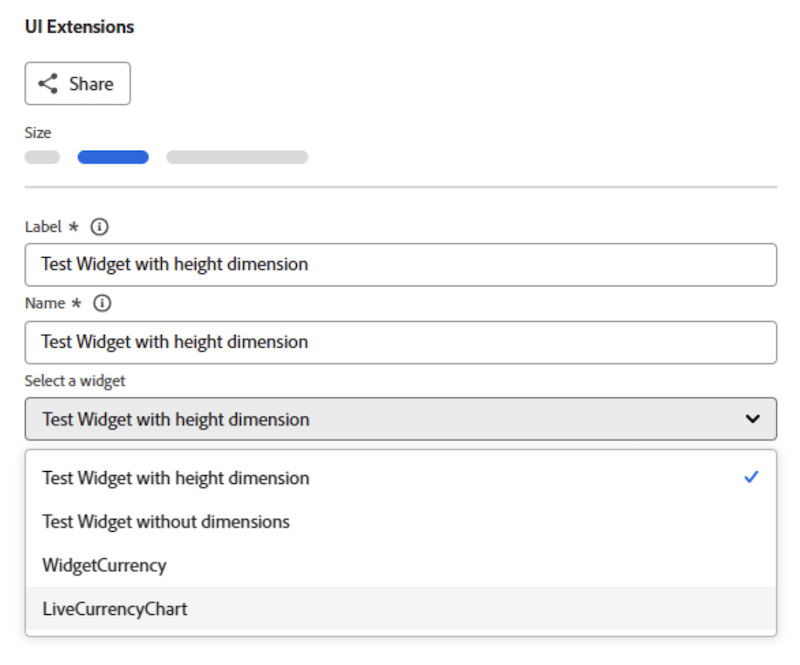 UI Extensions
Share
Size
Label *
Test Widget with height dimension
Name *
Test Widget with height dimension
Select a widget
Test Widget with height dimension
Test Widget with height dimension
Test Widget without dimensions
WidgetCurrency
LiveCurrencyChart